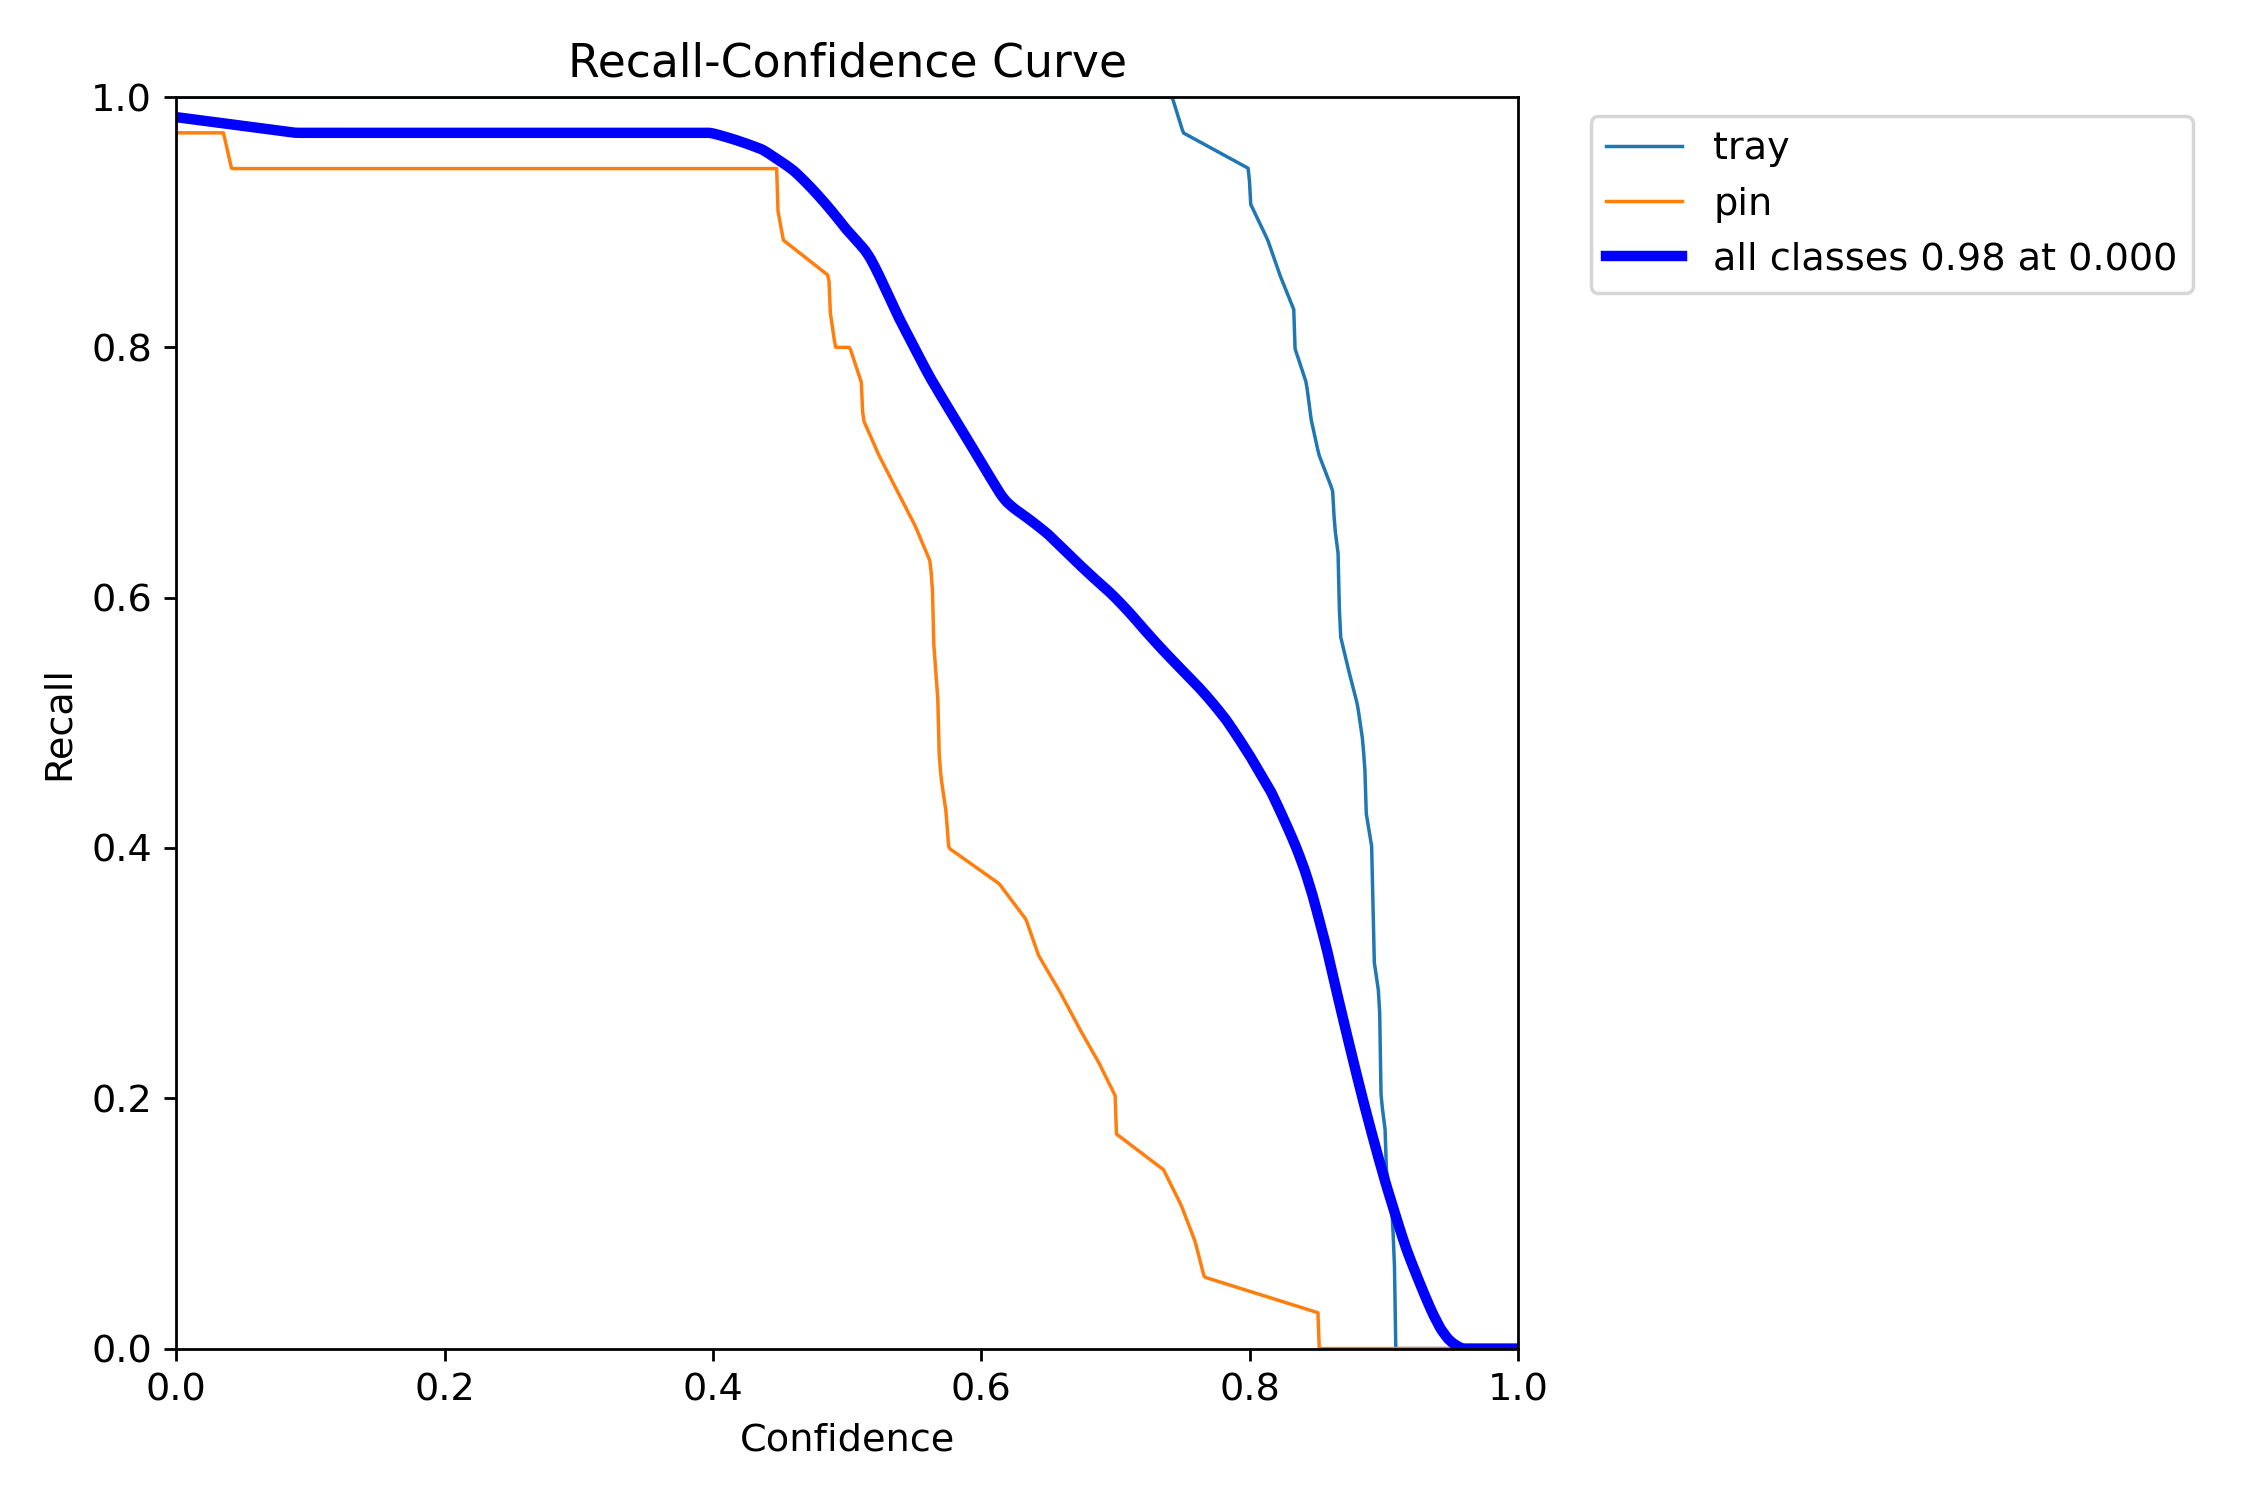 Recall-Confidence Curve
1.0
0.8
0.6
0.4
0.2
0.0
Recall
0.0 0.2 0.4 0.6 0.8 1.0
Confidence
tray
pin
all classes 0.98 at 0.000